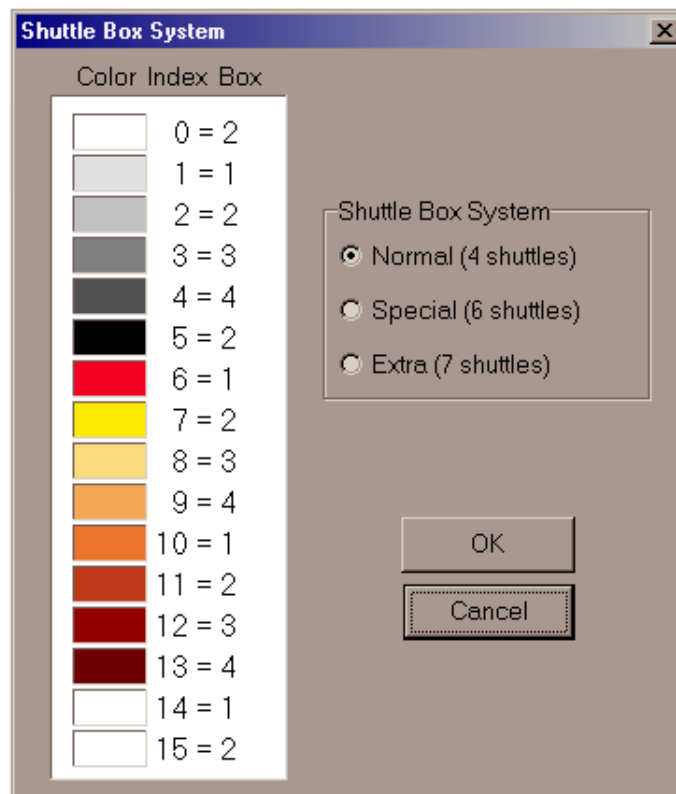 Shuttle Box System
Color Index Box
0 = 2
1 = 1
2 = 2
3 = 3
4 = 4
5 = 2
6 = 1
7 = 2
8 = 3
9 = 4
10 = 1
11 = 2
12 = 3
13 = 4
14 = 1
15 = 2
Shuttle Box System
Normal (4 shuttles)
Special (6 shuttles)
Extra (7 shuttles)
OK
Cancel